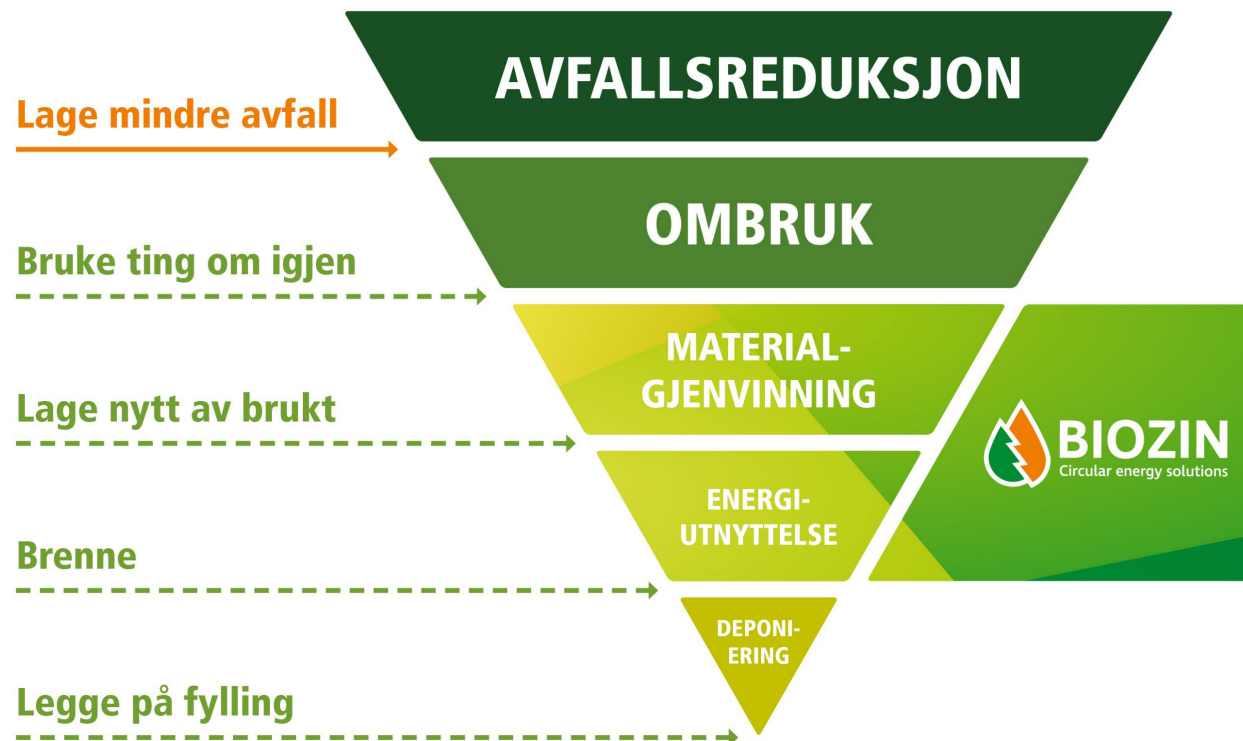 AVFALLSREDUKSJON
Lage mindre avfall
OMBRUK
Bruke ting om igjen
MATERIAL-
GJENVINNING
Lage nytt av brukt
BIOZIN
Circular energy solutions
ENERGI-
UTNYTTELSE
Brenne
DEPONI-
ERING
Legge på fylling